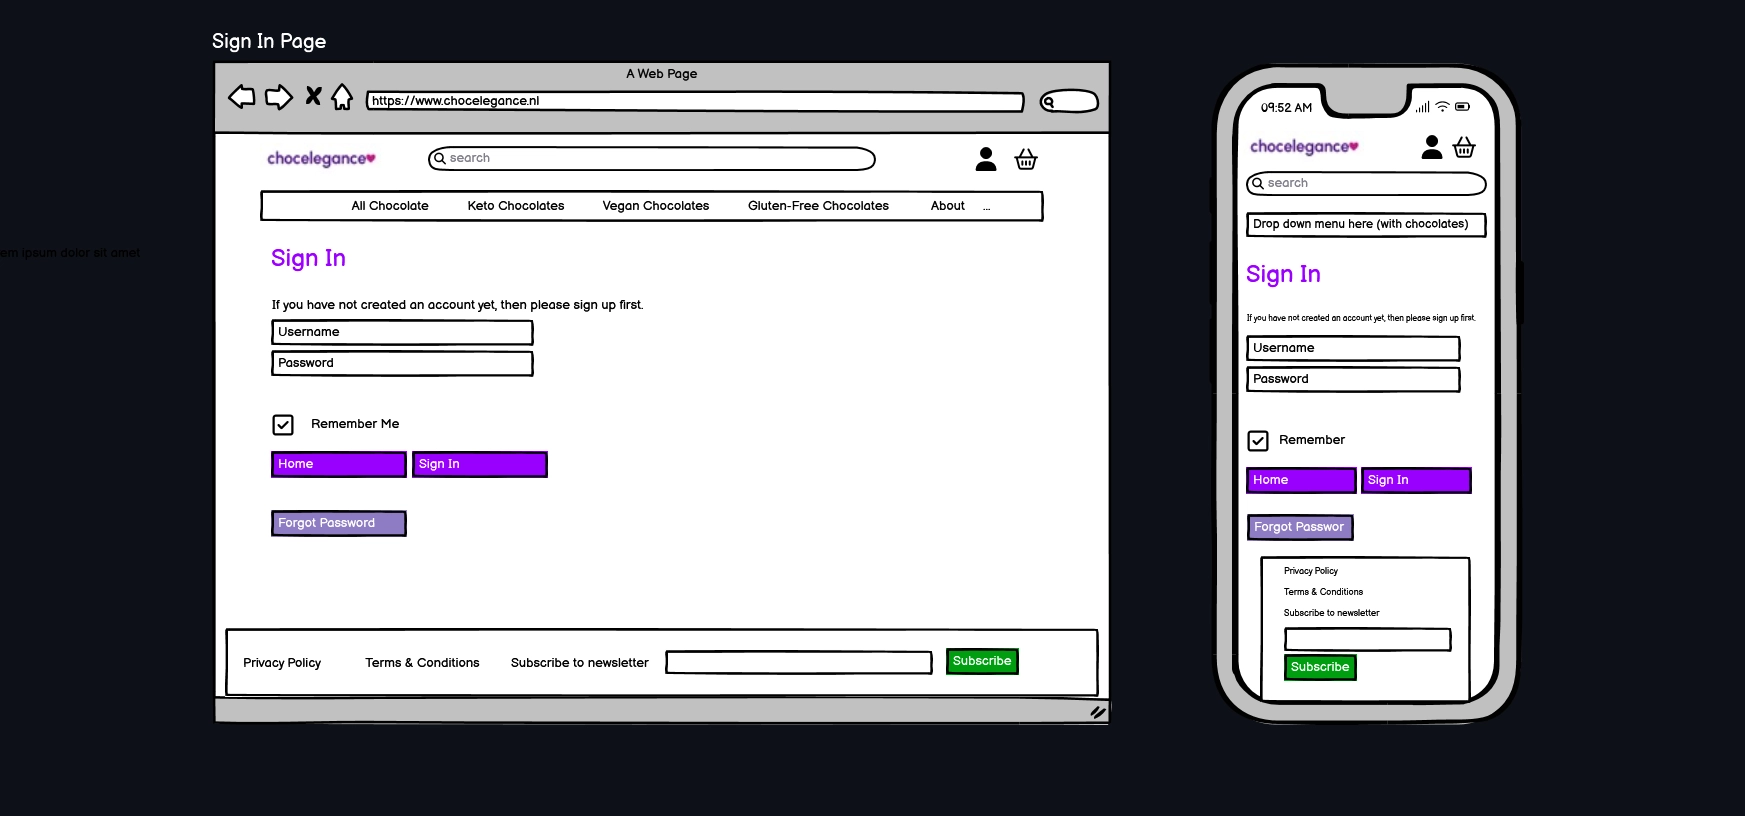 Sign In Page
A Web Page
https://www.chocelegance.nl
chocelegance
search
All Chocolate Keto Chocolates Vegan Chocolates Gluten-Free Chocolates About ...
em ipsum dolor sit amet
Sign In
If you have not created an account yet, then please sign up first.
Username
Password
Remember Me
Home Sign In
Forgot Password
Privacy Policy Terms & Conditions Subscribe to newsletter Subscribe
09:52 AM
chocelegance
search
Drop down menu here (with chocolates)
Sign In
If you have not created an account yet, then please sign up first.
Username
Password
Remember
Home Sign In
Forgot Passwor
Privacy Policy
Terms & Conditions
Subscribe to newsletter
Subscribe